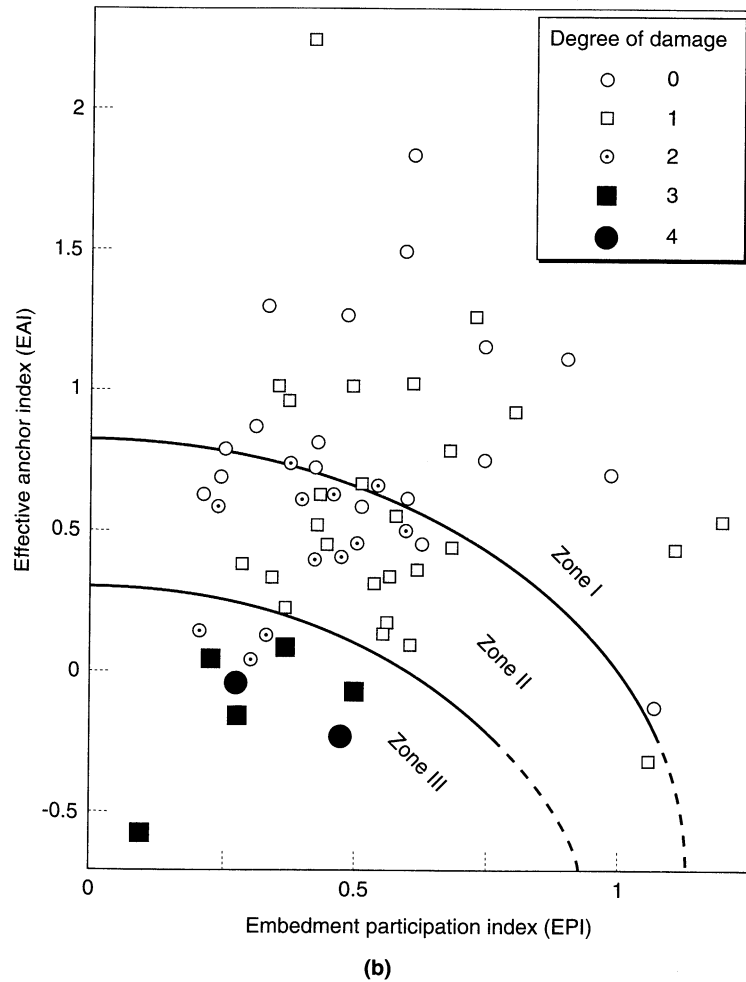 Degree of damage
0
1
2
3
4
2
1.5
1
0.5
0
-0.5
Effective anchor index (EAI)
Zone I
Zone II
Zone III
0
0.5
1
Embedment participation index (EPI)
(b)